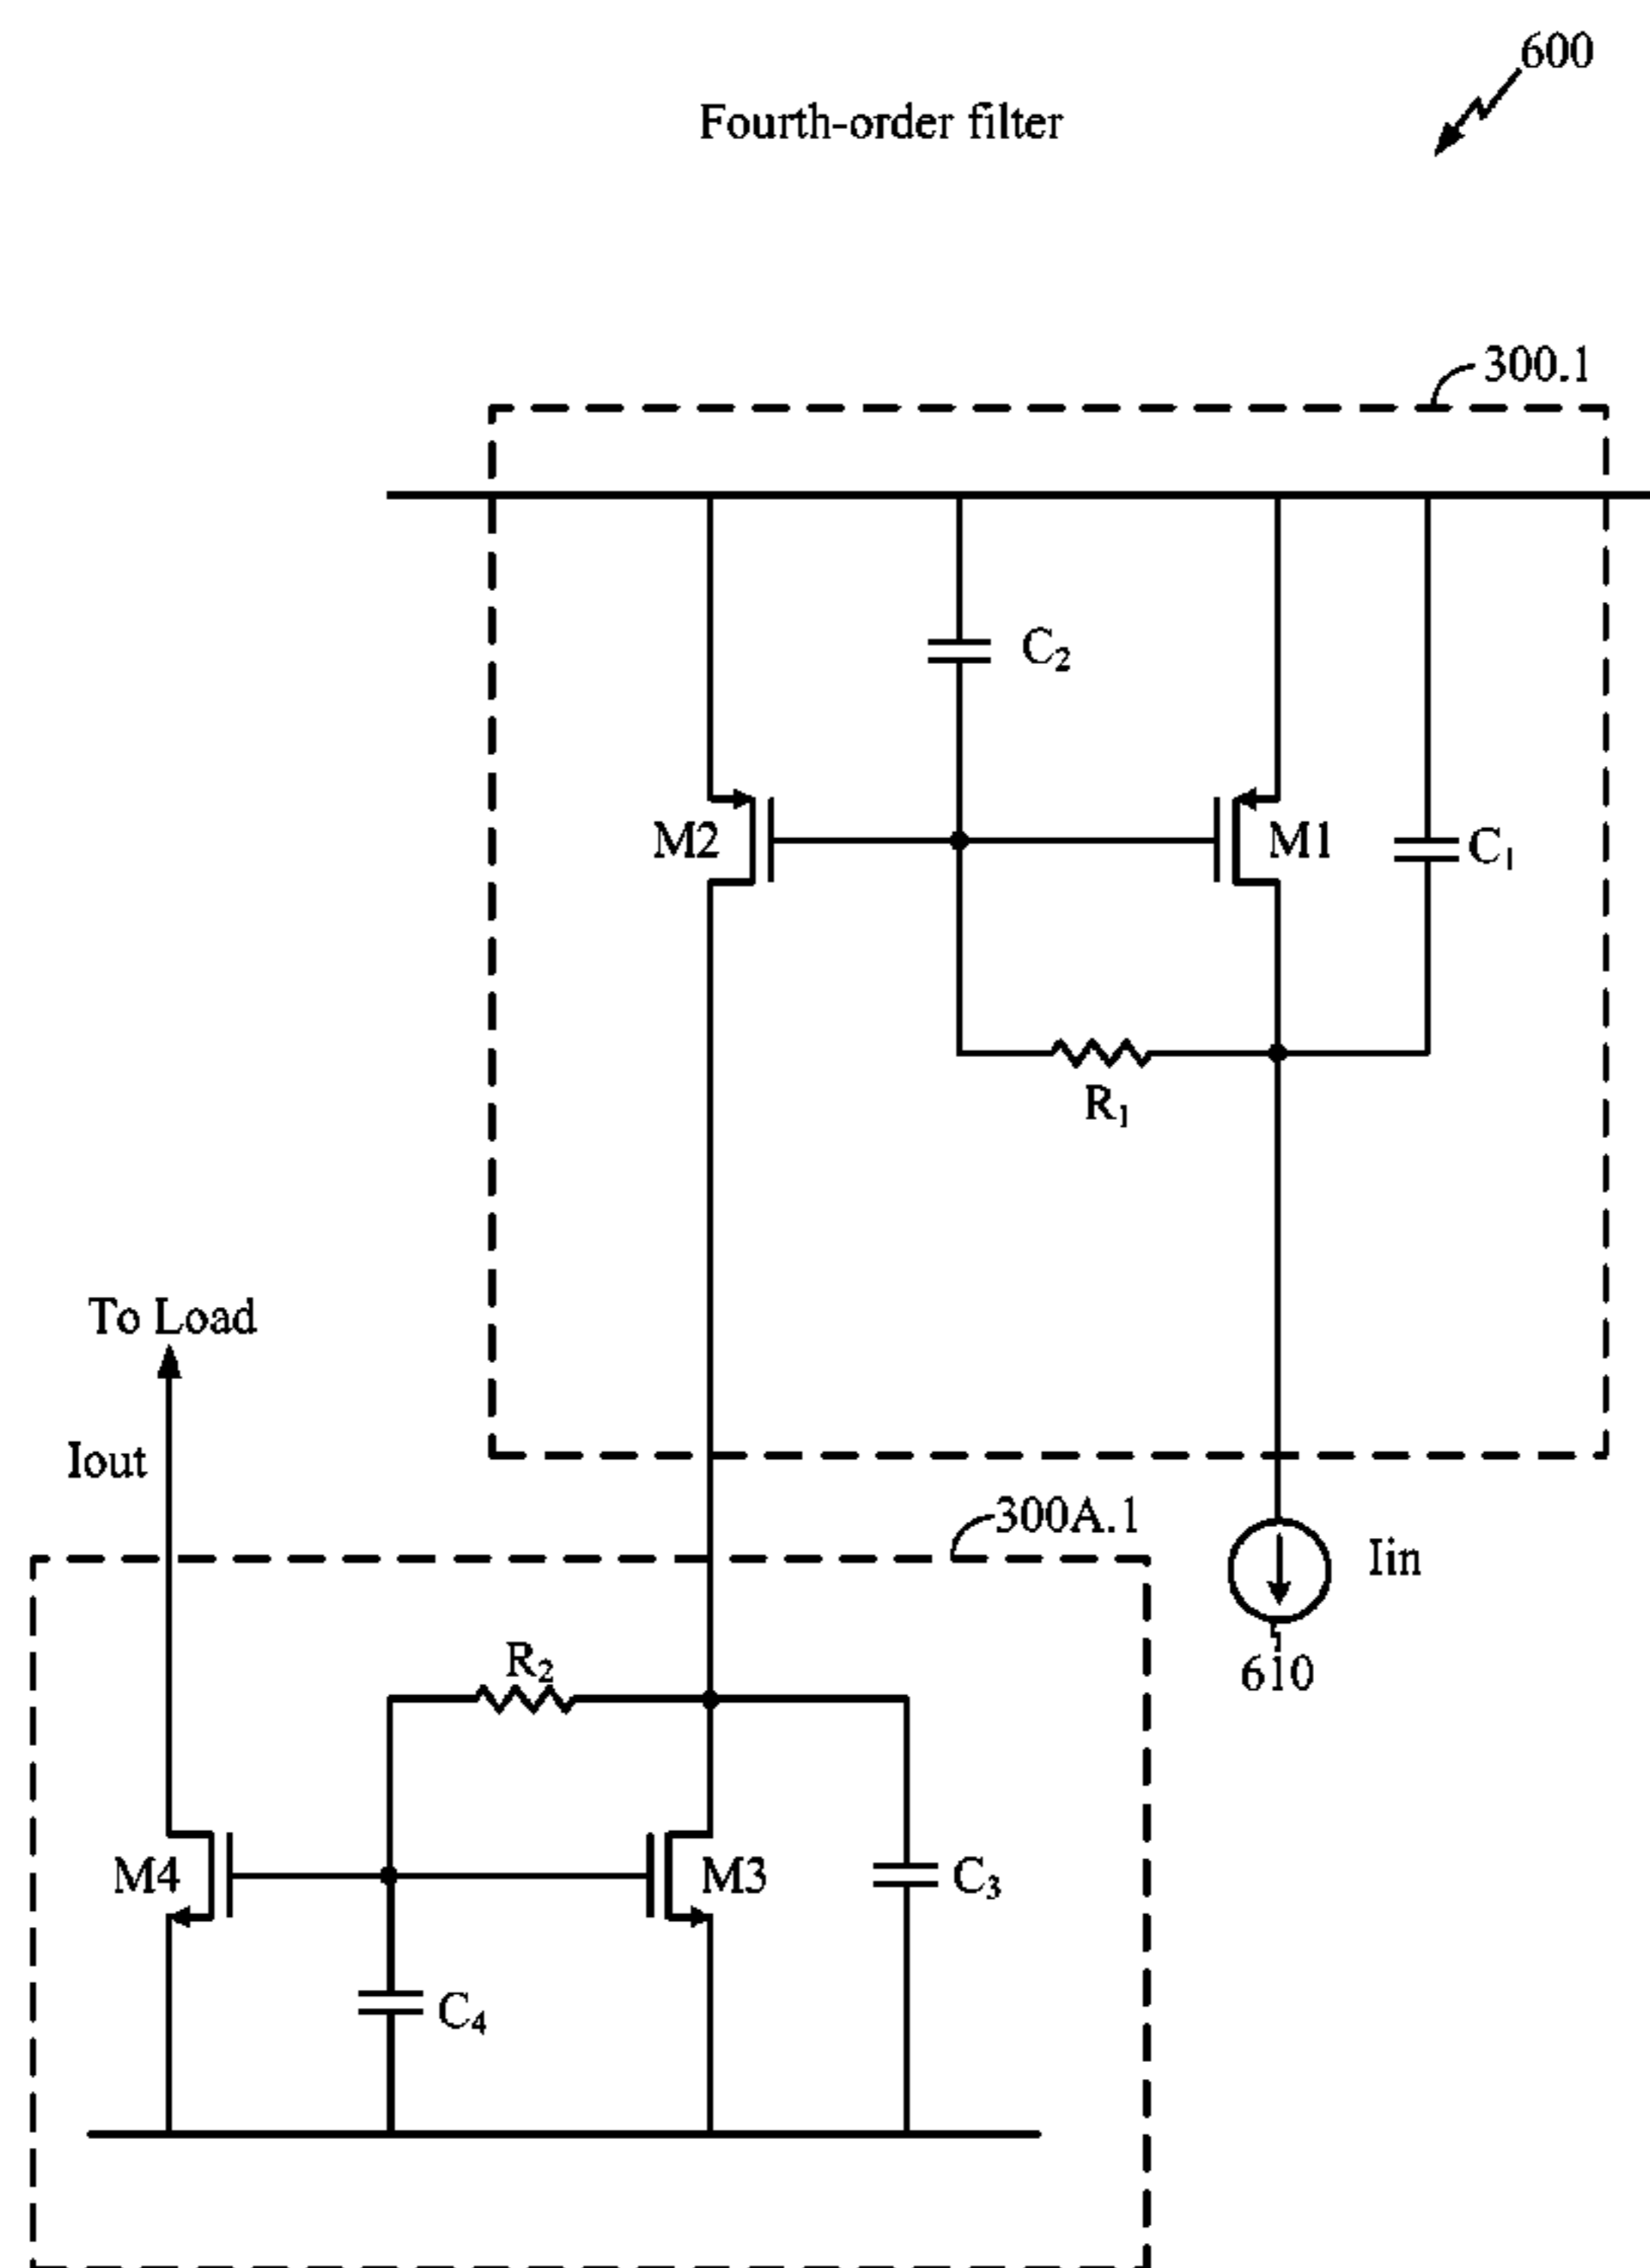 600
Fourth-order filter
300.1
C₂
M2
M1
C₁
R₁
To Load
Iout
300A.1
Iin
R₂
610
M4
M3
C₃
C₄